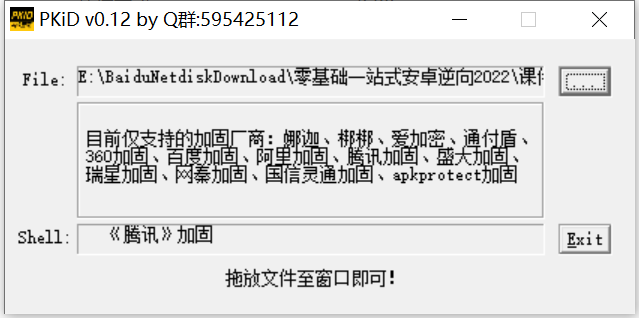 PKiD v0.12 by Q群:595425112
File: E:\BaiduNetdiskDownload\零基础一站式安卓逆向2022\课 ...
目前仅支持的加固厂商：娜迦、梆梆、爱加密、通付盾、
360加固、百度加固、阿里加固、腾讯加固、盛大加固、
瑞星加固、网秦加固、国信灵通加固、apkprotect加固
Shell: 《腾讯》加固 Exit
拖放文件至窗口即可!